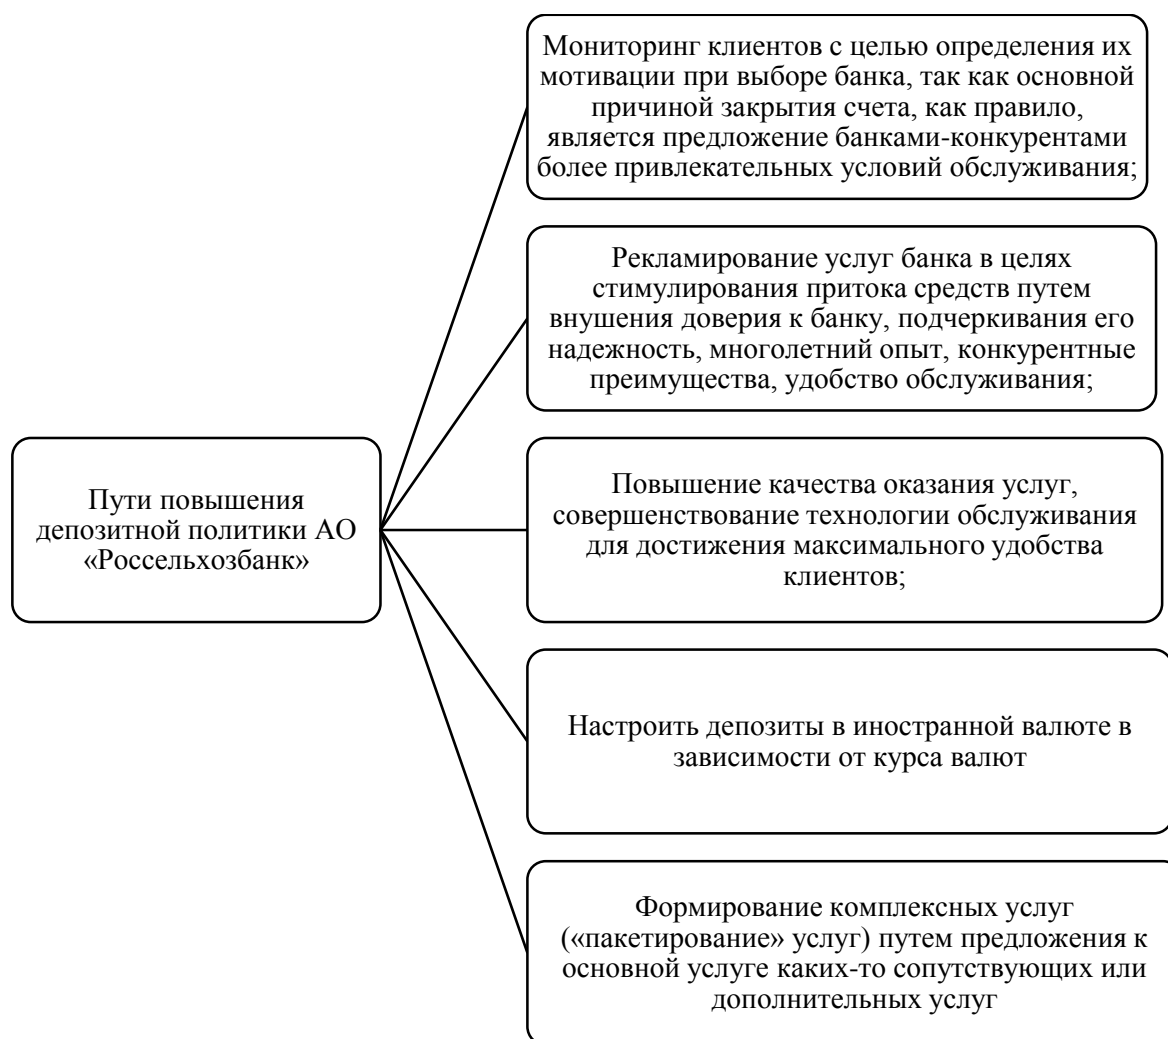 Мониторинг клиентов с целью определения их
мотивации при выборе банка, так как основной
причиной закрытия счета, как правило,
является предложение банками-конкурентами
более привлекательных условий обслуживания;
Рекламирование услуг банка в целях
стимулирования притока средств путем
внушения доверия к банку, подчеркивания его
надежность, многолетний опыт, конкурентные
преимущества, удобство обслуживания;
Пути повышения
депозитной политики АО
«Россельхозбанк»
Повышение качества оказания услуг,
совершенствование технологии обслуживания
для достижения максимального удобства
клиентов;
Настроить депозиты в иностранной валюте в
зависимости от курса валют
Формирование комплексных услуг
(«пакетирование» услуг) путем предложения к
основной услуге каких-то сопутствующих или
дополнительных услуг